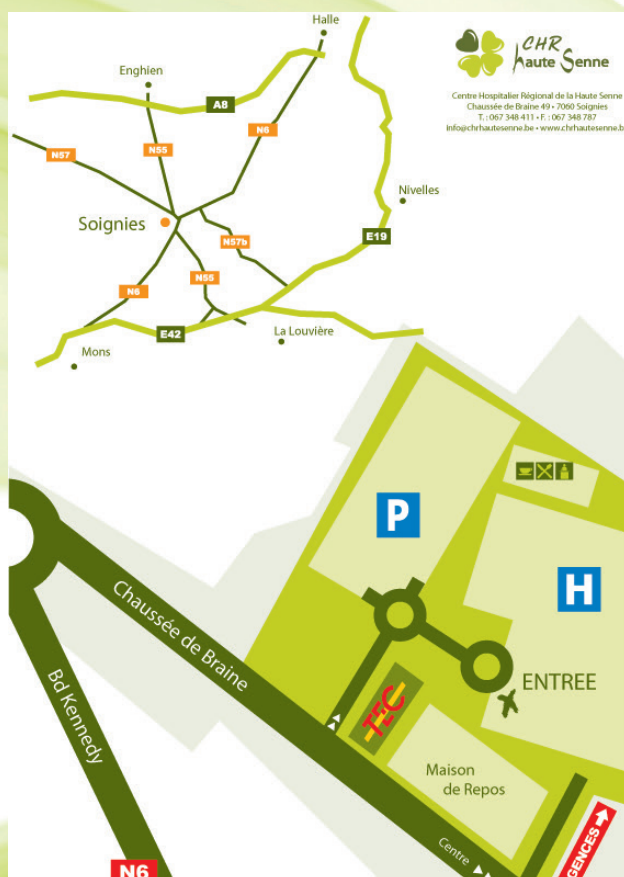 Halle
CHR
haute Senne
Centre Hospitalier Régional de la Haute Senne
Chaussée de Braine 49 • 7060 Soignies
T. : 067 348 411 • F. : 067 348 787
info@chrhautesenne.be • www.chrhautesenne.b
Enghien
A8
N6
N57
N55
Nivelles
Soignies
N57b
E19
N55
N6
E42
La Louvière
Mons
P
H
Chaussée de Braine
ENTREE
Bd Kennedy
TEC
Maison
de Repos
Centre
GENCES
N6